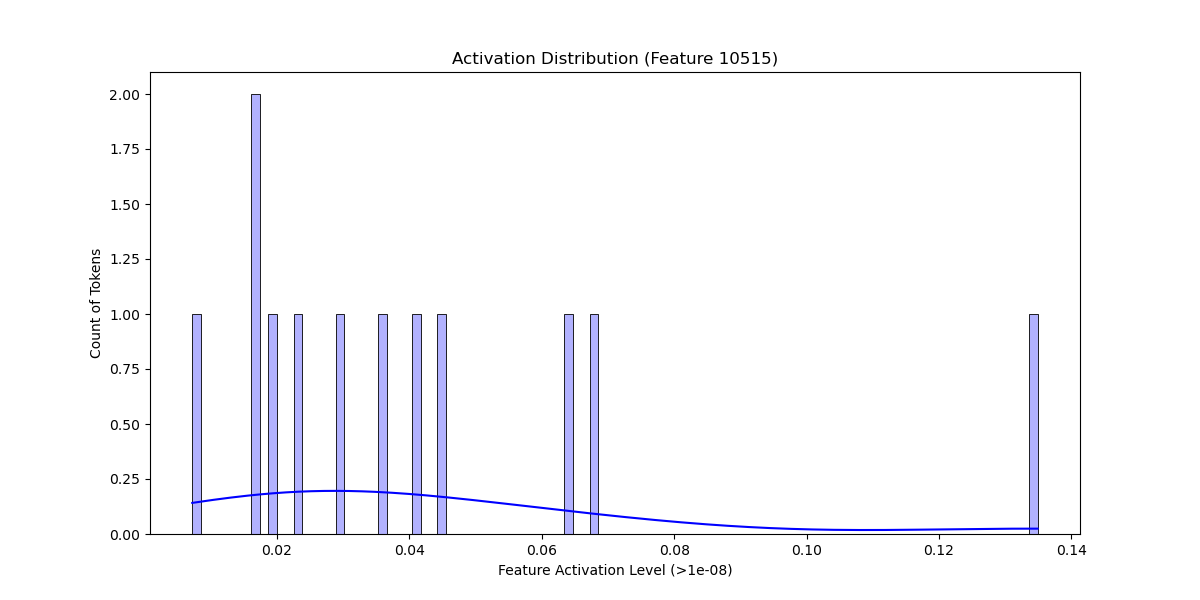 Activation Distribution (Feature 10515)
2.00
1.75
1.50
1.25
1.00
0.75
0.50
0.25
0.00
Count of Tokens
0.02 0.04 0.06 0.08 0.10 0.12 0.14
Feature Activation Level (>1e-08)